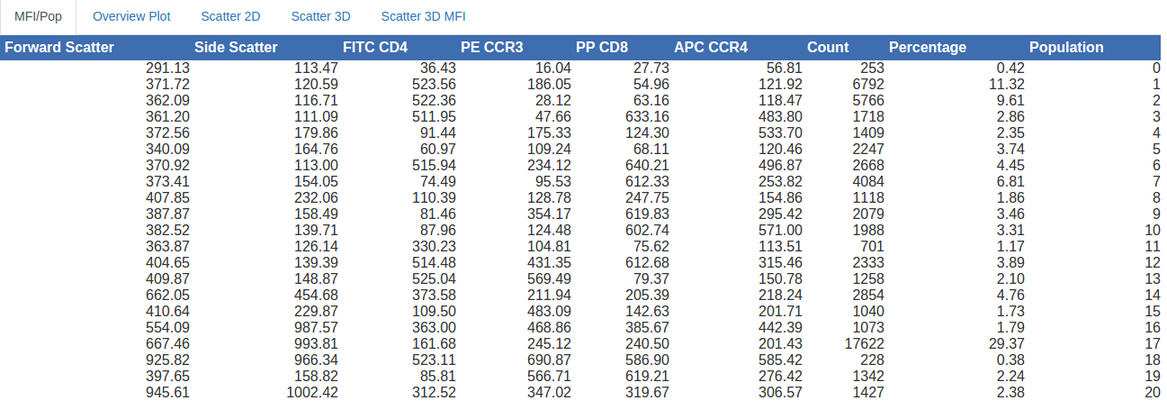 MFI/Pop Overview Plot Scatter 2D Scatter 3D Scatter 3D MFI
Forward Scatter Side Scatter FITC CD4 PE CCR3 PP CD8 APC CCR4 Count Percentage Population
291.13 113.47 36.43 16.04 27.73 56.81 253 0.42 0
371.72 120.59 523.56 186.05 54.96 121.92 6792 11.32 1
362.09 116.71 522.36 28.12 63.16 118.47 5766 9.61 2
361.20 111.09 511.95 47.66 633.16 483.80 1718 2.86 3
372.56 179.86 91.44 175.33 124.30 533.70 1409 2.35 4
340.09 164.76 60.97 109.24 68.11 120.46 2247 3.74 5
370.92 113.00 515.94 234.12 640.21 496.87 2668 4.45 6
373.41 154.05 74.49 95.53 612.33 253.82 4084 6.81 7
407.85 232.06 110.39 128.78 247.75 154.86 1118 1.86 8
387.87 158.49 81.46 354.17 619.83 295.42 2079 3.46 9
382.52 139.71 87.96 124.48 602.74 571.00 1988 3.31 10
363.87 126.14 330.23 104.81 75.62 113.51 701 1.17 11
404.65 139.39 514.48 431.35 612.68 315.46 2333 3.89 12
409.87 148.87 525.04 569.49 79.37 150.78 1258 2.10 13
662.05 454.68 373.58 211.94 205.39 218.24 2854 4.76 14
410.64 229.87 109.50 483.09 142.63 201.71 1040 1.73 15
554.09 987.57 363.00 468.86 385.67 442.39 1073 1.79 16
667.46 993.81 161.68 245.12 240.50 201.43 17622 29.37 17
925.82 966.34 523.11 690.87 586.90 585.42 228 0.38 18
397.65 158.82 85.81 566.71 619.21 276.42 1342 2.24 19
945.61 1002.42 312.52 347.02 319.67 306.57 1427 2.38 20